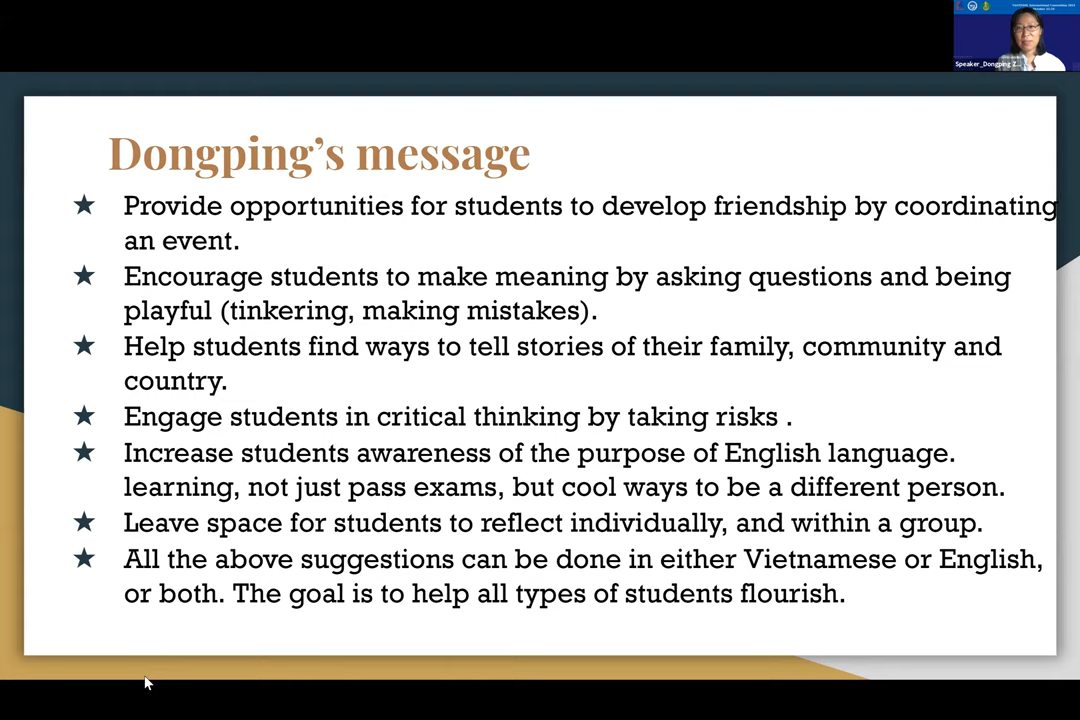 Speaker_Dongping Z...
Dongping's message
★ Provide opportunities for students to develop friendship by coordinating
an event.
★ Encourage students to make meaning by asking questions and being
playful (tinkering, making mistakes).
★ Help students find ways to tell stories of their family, community and
country.
★ Engage students in critical thinking by taking risks .
★ Increase students awareness of the purpose of English language.
learning, not just pass exams, but cool ways to be a different person.
★ Leave space for students to reflect individually, and within a group.
★ All the above suggestions can be done in either Vietnamese or English,
or both. The goal is to help all types of students flourish.